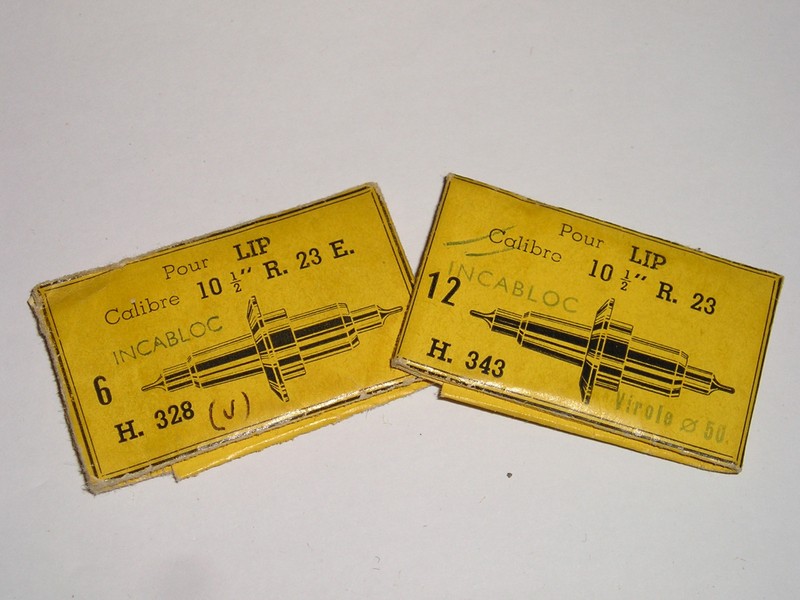 Pour LIP
Calibre 10 ½‴ R. 23 E.
INCABLOC
6
H. 328 (J)
Pour LIP
Calibre 10 ½‴ R. 23
INCABLOC
12
H. 343
Virole ⌀ 50.